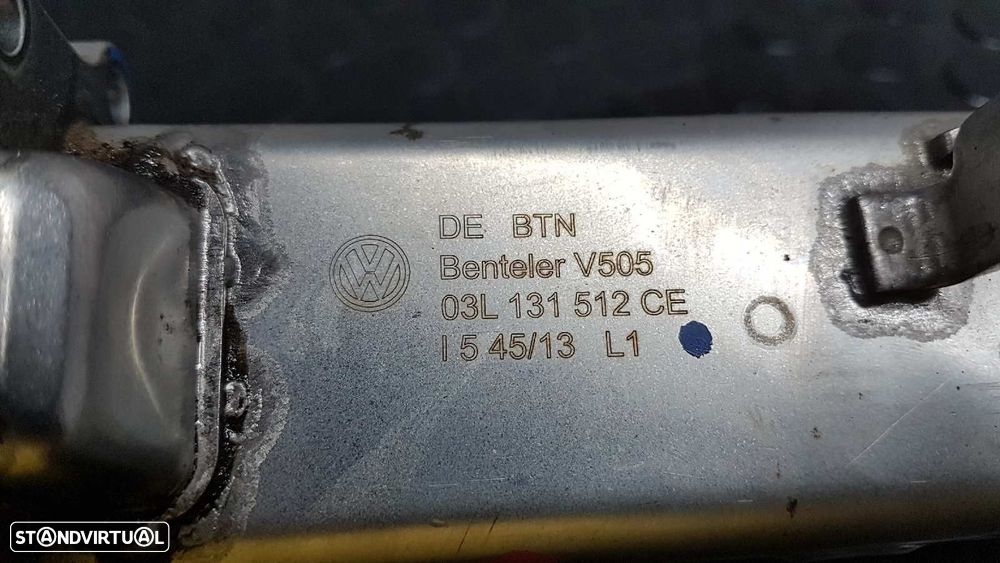 DE BTN
Benteler V505
03L 131 512 CE
I 5 45/13 L1
STANDVIRTUAL